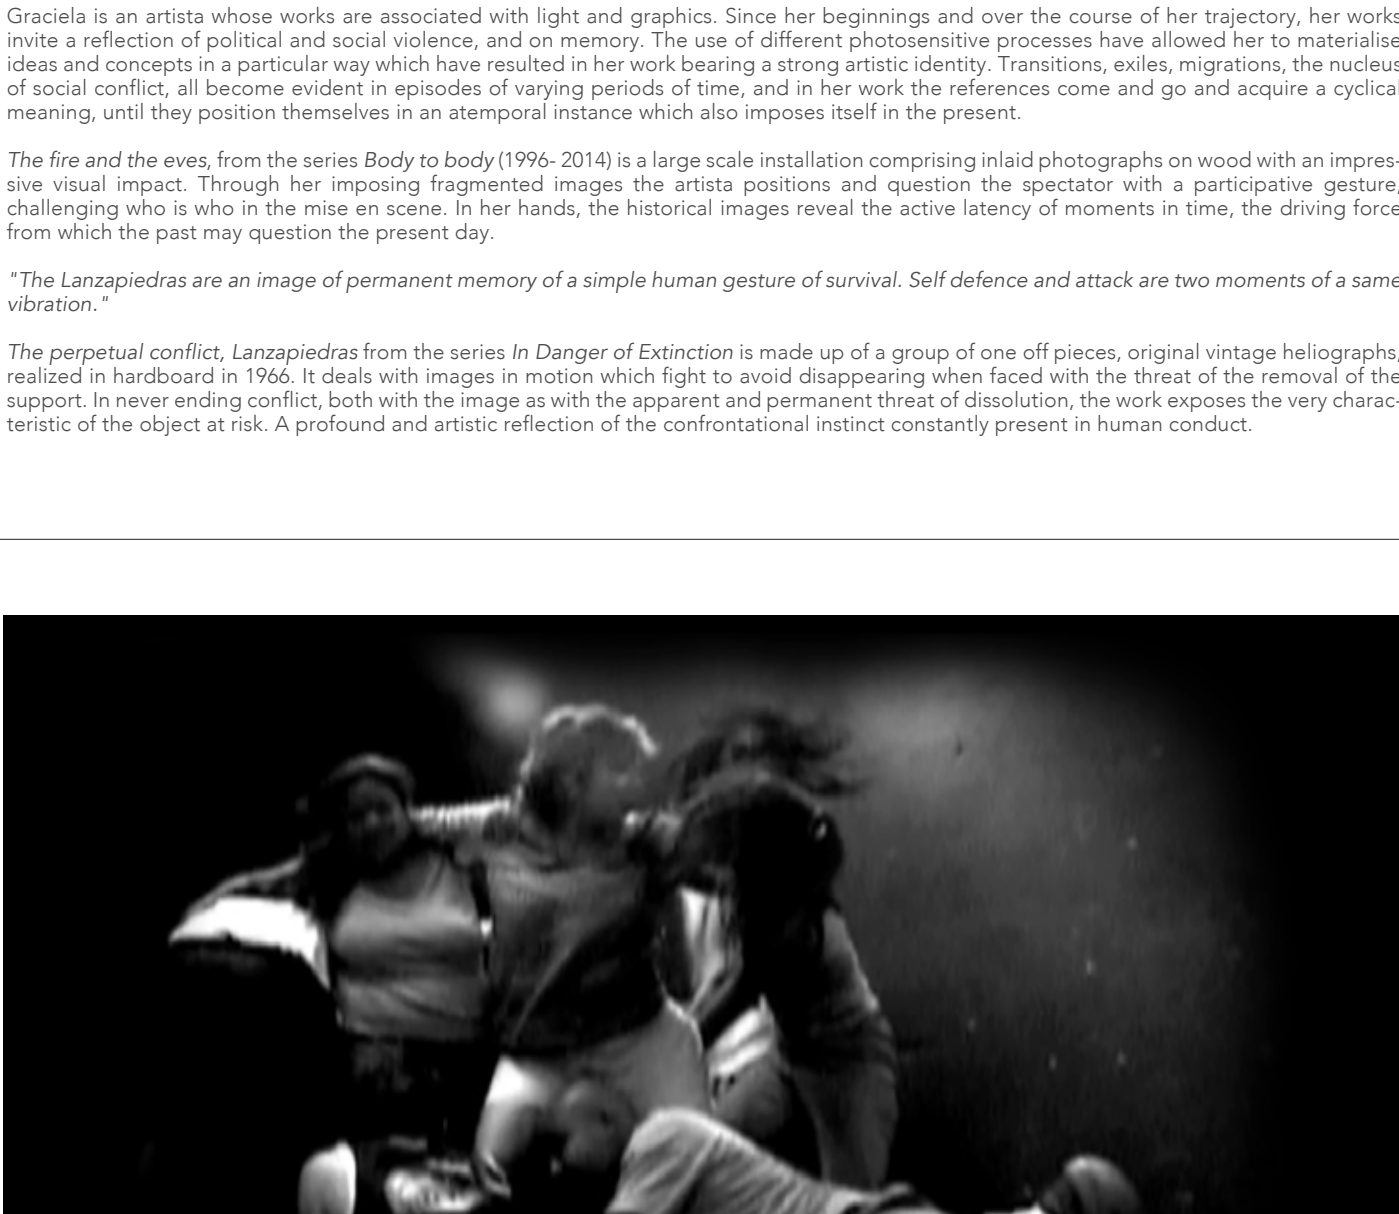 Graciela is an artista whose works are associated with light and graphics. Since her beginnings and over the course of her trajectory, her works
invite a reflection of political and social violence, and on memory. The use of different photosensitive processes have allowed her to materialise
ideas and concepts in a particular way which have resulted in her work bearing a strong artistic identity. Transitions, exiles, migrations, the nucleus
of social conflict, all become evident in episodes of varying periods of time, and in her work the references come and go and acquire a cyclical
meaning, until they position themselves in an atemporal instance which also imposes itself in the present.
The fire and the eves, from the series Body to body (1996- 2014) is a large scale installation comprising inlaid photographs on wood with an impres-
sive visual impact. Through her imposing fragmented images the artista positions and question the spectator with a participative gesture,
challenging who is who in the mise en scene. In her hands, the historical images reveal the active latency of moments in time, the driving force
from which the past may question the present day.
"The Lanzapiedras are an image of permanent memory of a simple human gesture of survival. Self defence and attack are two moments of a same
vibration."
The perpetual conflict, Lanzapiedras from the series In Danger of Extinction is made up of a group of one off pieces, original vintage heliographs,
realized in hardboard in 1966. It deals with images in motion which fight to avoid disappearing when faced with the threat of the removal of the
support. In never ending conflict, both with the image as with the apparent and permanent threat of dissolution, the work exposes the very charac-
teristic of the object at risk. A profound and artistic reflection of the confrontational instinct constantly present in human conduct.